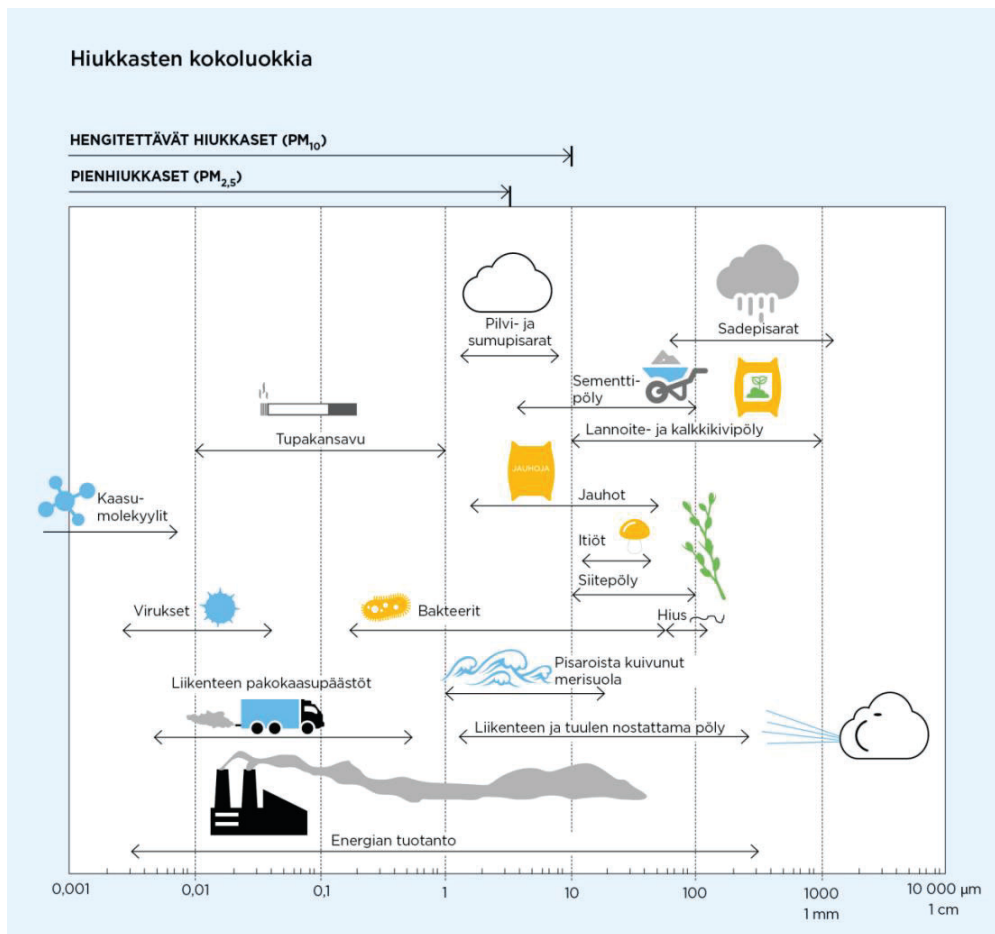 Hiukkasten kokoluokkia
HENGITETTÄVÄT HIUKKASET (PM10)
PIENHIUKKASET (PM2,5)
Pilvi- ja
sumupisarat
Sadepisarat
Sementti-
pöly
Tupakansavu
Lannoite- ja kalkkikivipöly
JAUHOJA
Jauhot
Kaasu-
molekyylit
Itiöt
Siitepöly
Virukset
Bakteerit
Hius
Pisaroista kuivunut
merisuola
Liikenteen pakokaasupäästöt
Liikenteen ja tuulen nostattama pöly
Energian tuotanto
0,001 0,01 0,1 1 10 100 1000 10 000 µm
1 mm 1 cm